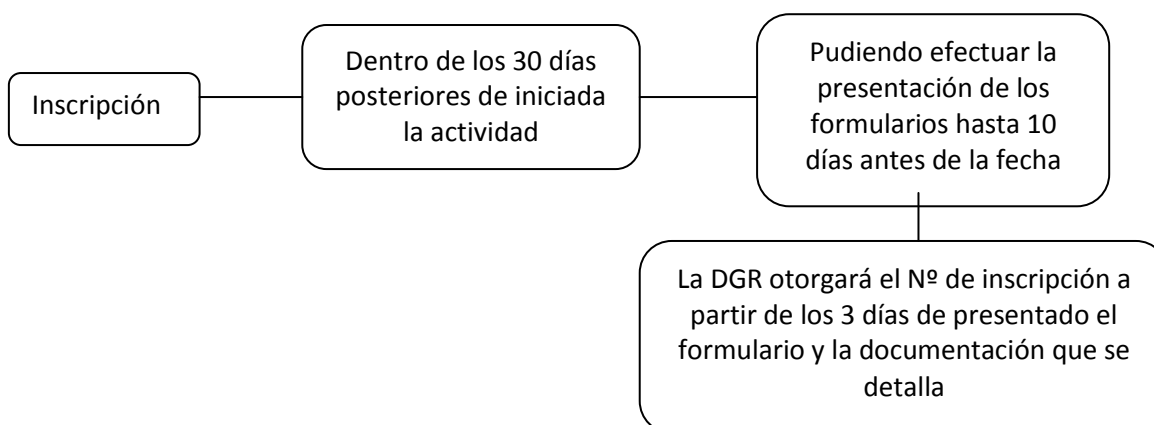 Inscripción
Dentro de los 30 días
posteriores de iniciada
la actividad
Pudiendo efectuar la
presentación de los
formularios hasta 10
días antes de la fecha
La DGR otorgará el Nº de inscripción a
partir de los 3 días de presentado el
formulario y la documentación que se
detalla